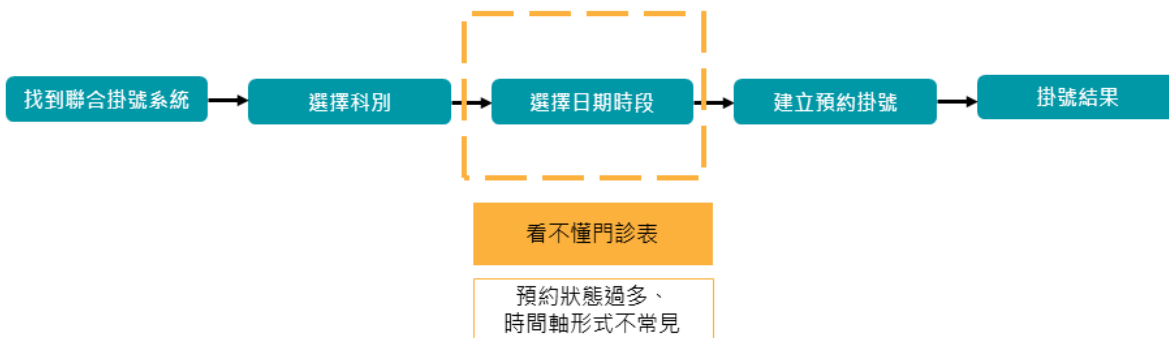 找到聯合掛號系統
選擇科別
選擇日期時段
建立預約掛號
掛號結果
看不懂門診表
預約狀態過多、
時間軸形式不常見